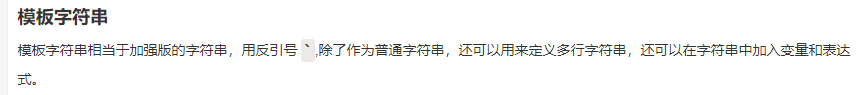 模板字符串
模板字符串相当于加强版的字符串，用反引号 `,除了作为普通字符串，还可以用来定义多行字符串，还可以在字符串中加入变量和表达
式。